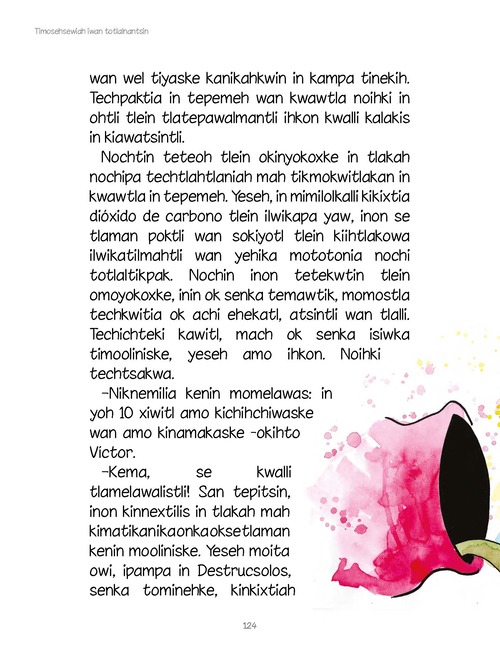 Timosehsewiah iwan totlalnantsin
wan wel tiyaske kanikahkwin in kampa tinekih.
Techpaktia in tepemeh wan kwawtla noihki in
ohtli tlein tlatepawalmantli ihkon kwalli kalakis
in kiawatsintli.
Nochtin teteoh tlein okinyokoxke in tlakah
nochipa techtlahtlaniah mah tikmokwitlakan in
kwawtla in tepemeh. Yeseh, in mimilolkalli kikixtia
dióxido de carbono tlein ilwikapa yaw, inon se
tlaman poktli wan sokiyotl tlein kiihtlakowa
ilwikatilmahtli wan yehika mototonia nochi
totlaltikpak. Nochin inon tetekwtin tlein
omoyokoxke, inin ok senka temawtik, momostla
techkwitia ok achi ehekatl, atsintli wan tlalli.
Techichteki kawitl, mach ok senka isiwka
timooliniske, yeseh amo ihkon. Noihki
techtsakwa.
–Niknemilia kenin momelawas: in
yoh 10 xiwitl amo kichihchiwaske
wan amo kinamakaske -okihto
Victor.
–Kema, se kwalli
tlamelawalistli! San tepitsin,
inon kinnextilis in tlakah mah
kimatikanikaonkaoksetlaman
kenin mooliniske. Yeseh moita
owi, ipampa in Destrucsolos,
senka tominehke, kinkixtiah
124